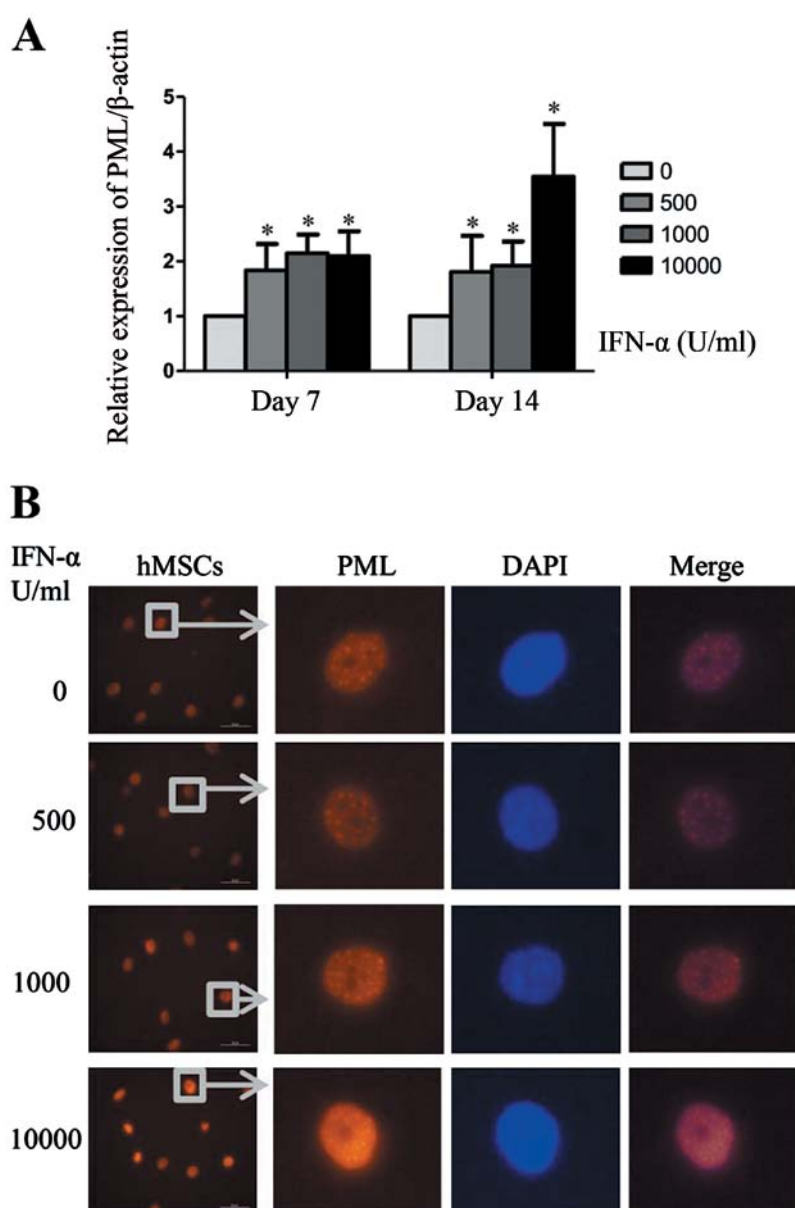 A
Relative expression of PML/β-actin
5
4
3
2
1
0
* * *
* * *
Day 7 Day 14
0
500
1000
10000
IFN-α (U/ml)
B
IFN-α
U/ml
hMSCs PML DAPI Merge
0
500
1000
10000